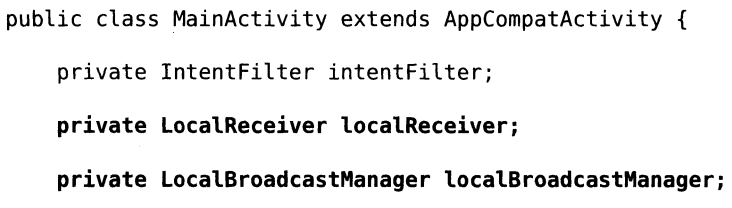 public class MainActivity extends AppCompatActivity {
    private IntentFilter intentFilter;
    private LocalReceiver localReceiver;
    private LocalBroadcastManager localBroadcastManager;